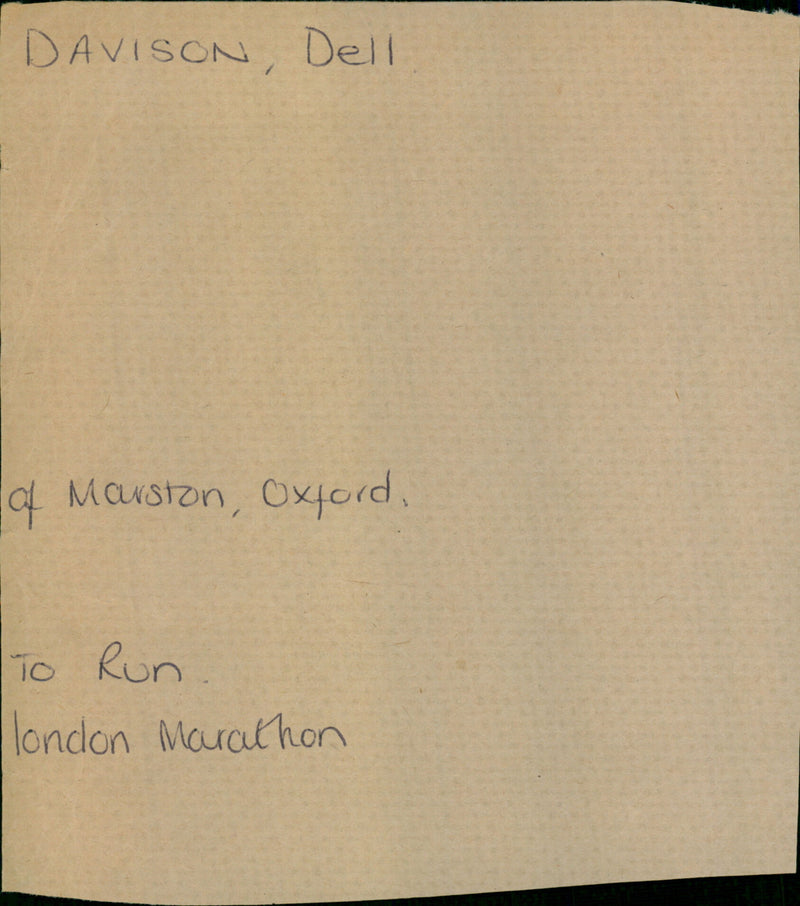 DAVISON, Dell
of Marston, Oxford.
To Run.
london Marathon